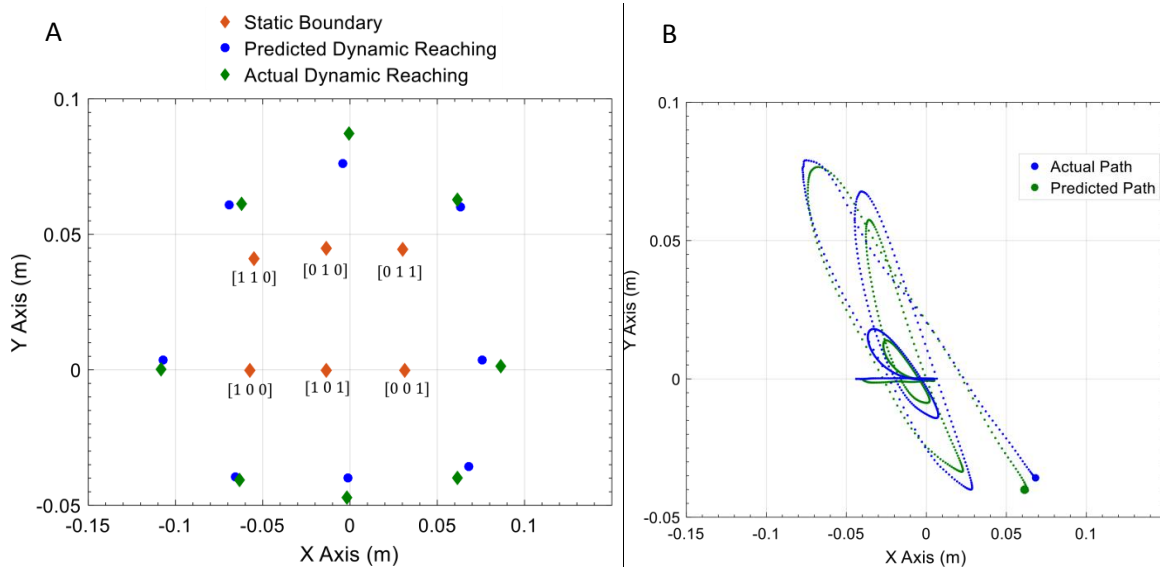 A
Static Boundary
Predicted Dynamic Reaching
Actual Dynamic Reaching
0.1
0.05
0
-0.05
Y Axis (m)
[1 1 0]
[0 1 0]
[0 1 1]
[1 0 0]
[1 0 1]
[0 0 1]
-0.15
-0.1
-0.05
0
0.05
0.1
X Axis (m)
B
0.1
0.05
0
-0.05
Y Axis (m)
Actual Path
Predicted Path
-0.15
-0.1
-0.05
0
0.05
0.1
X Axis (m)